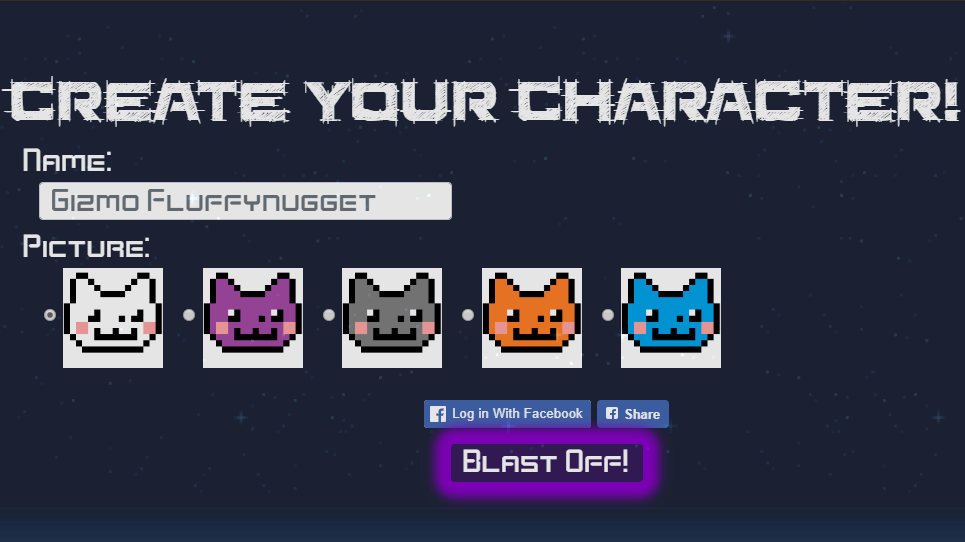 Create Your Character!
Name:
Gizmo Fluffynugget
Picture:
Log in With Facebook Share
Blast Off!